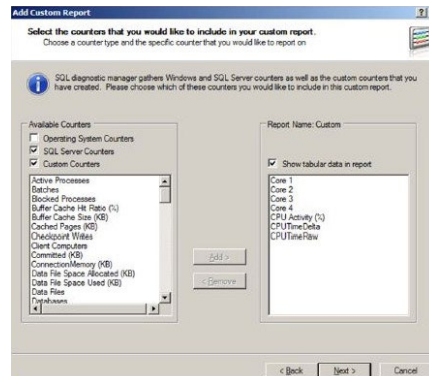 Add Custom Report
Select the counters that you would like to include in your custom report.
Choose a counter type and the specific counter that you would like to report on
SQL diagnostic manager gathers Windows and SQL Server counters as well as the custom counters that you
have created. Please choose which of these counters you would like to include in this custom report.
Available Counters
Operating System Counters
SQL Server Counters
Custom Counters
Active Processes
Batches
Blocked Processes
Buffer Cache Hit Ratio (%)
Buffer Cache Size (KB)
Cached Pages (KB)
Checkpoint Writes
Client Computers
Committed (KB)
ConnectionMemory (KB)
Data File Space Allocated (KB)
Data File Space Used (KB)
Data Files
Databases
Add >
< Remove
Report Name: Custom
Show tabular data in report
Core 1
Core 2
Core 3
Core 4
CPU Activity (%)
CPUTimeDelta
CPUTimeRaw
< Back
Next >
Cancel